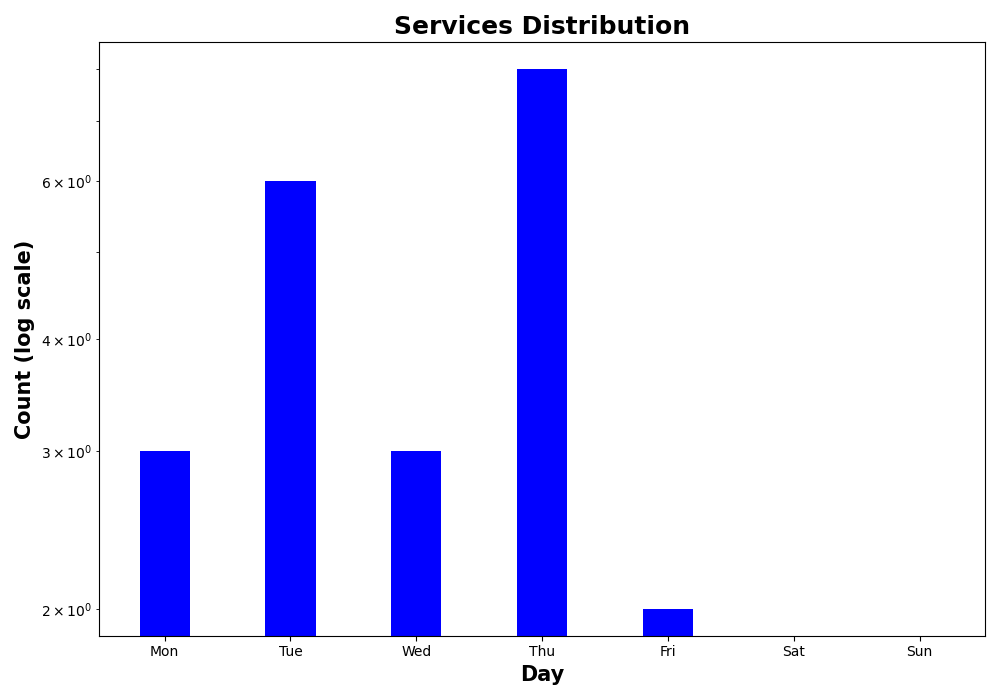 Services Distribution
Count (log scale)
6 × 10⁰
4 × 10⁰
3 × 10⁰
2 × 10⁰
Mon Tue Wed Thu Fri Sat Sun
Day